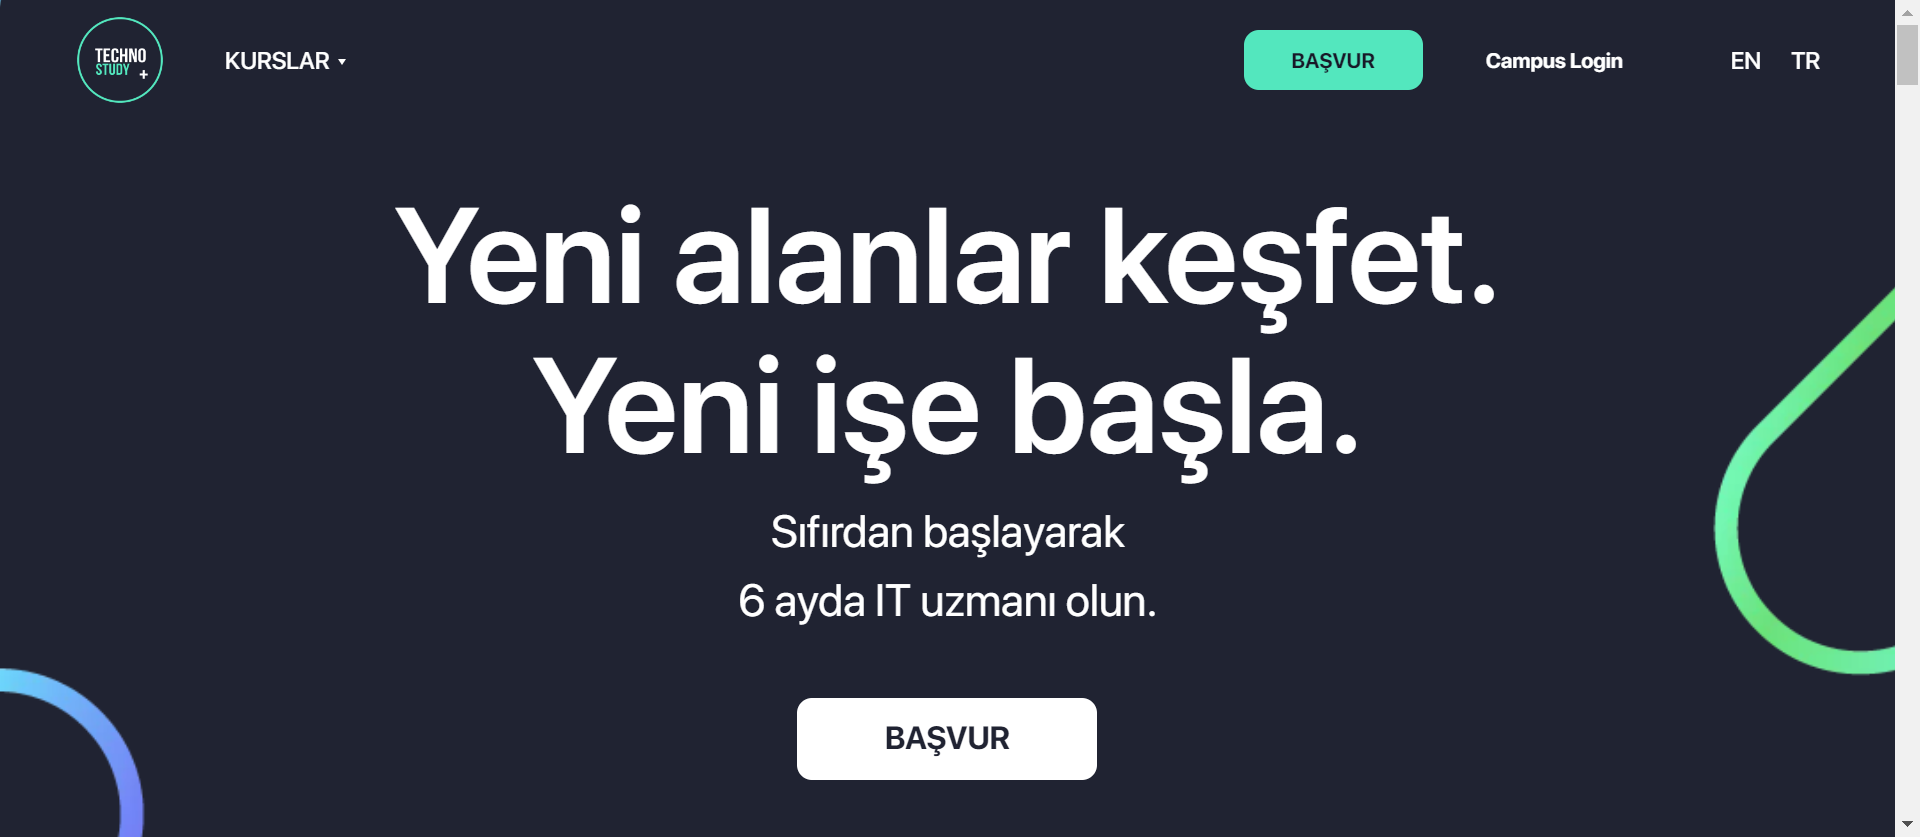 TECHNO
STUDY +
KURSLAR
BAŞVUR
Campus Login
EN
TR
Yeni alanlar keşfet.
Yeni işe başla.
Sıfırdan başlayarak
6 ayda IT uzmanı olun.
BAŞVUR